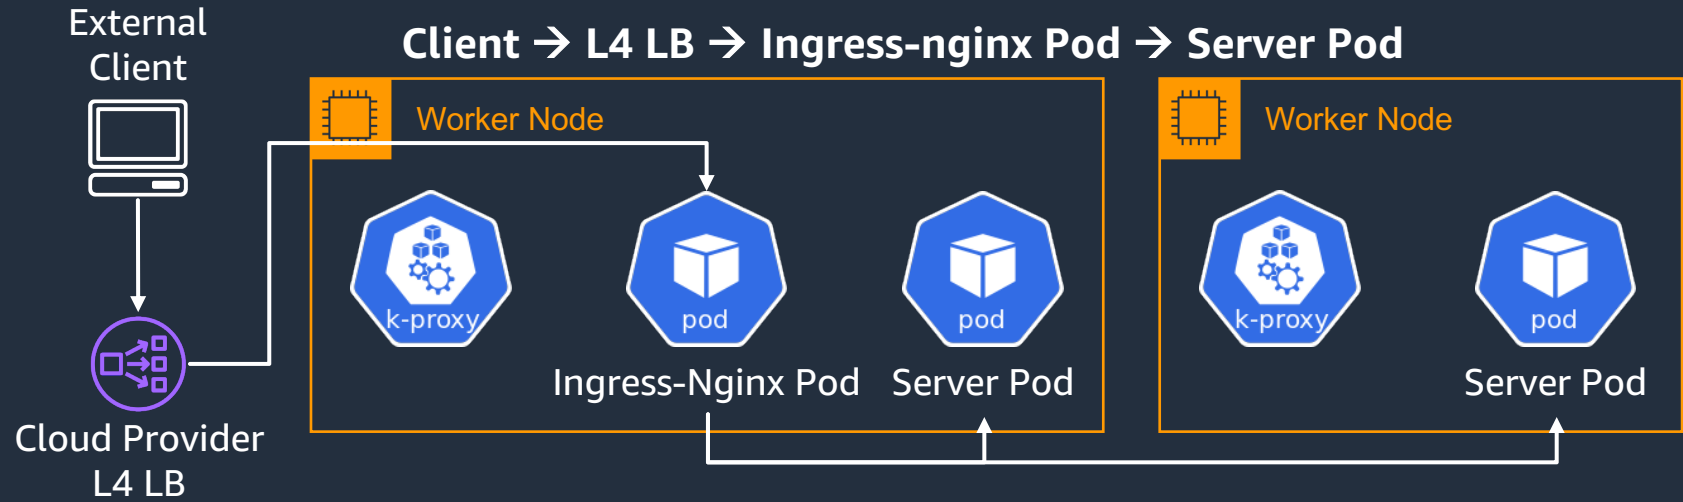 External
Client
Client → L4 LB → Ingress-nginx Pod → Server Pod
Worker Node
Worker Node
k-proxy
pod
pod
k-proxy
pod
Ingress-Nginx Pod
Server Pod
Server Pod
Cloud Provider
L4 LB